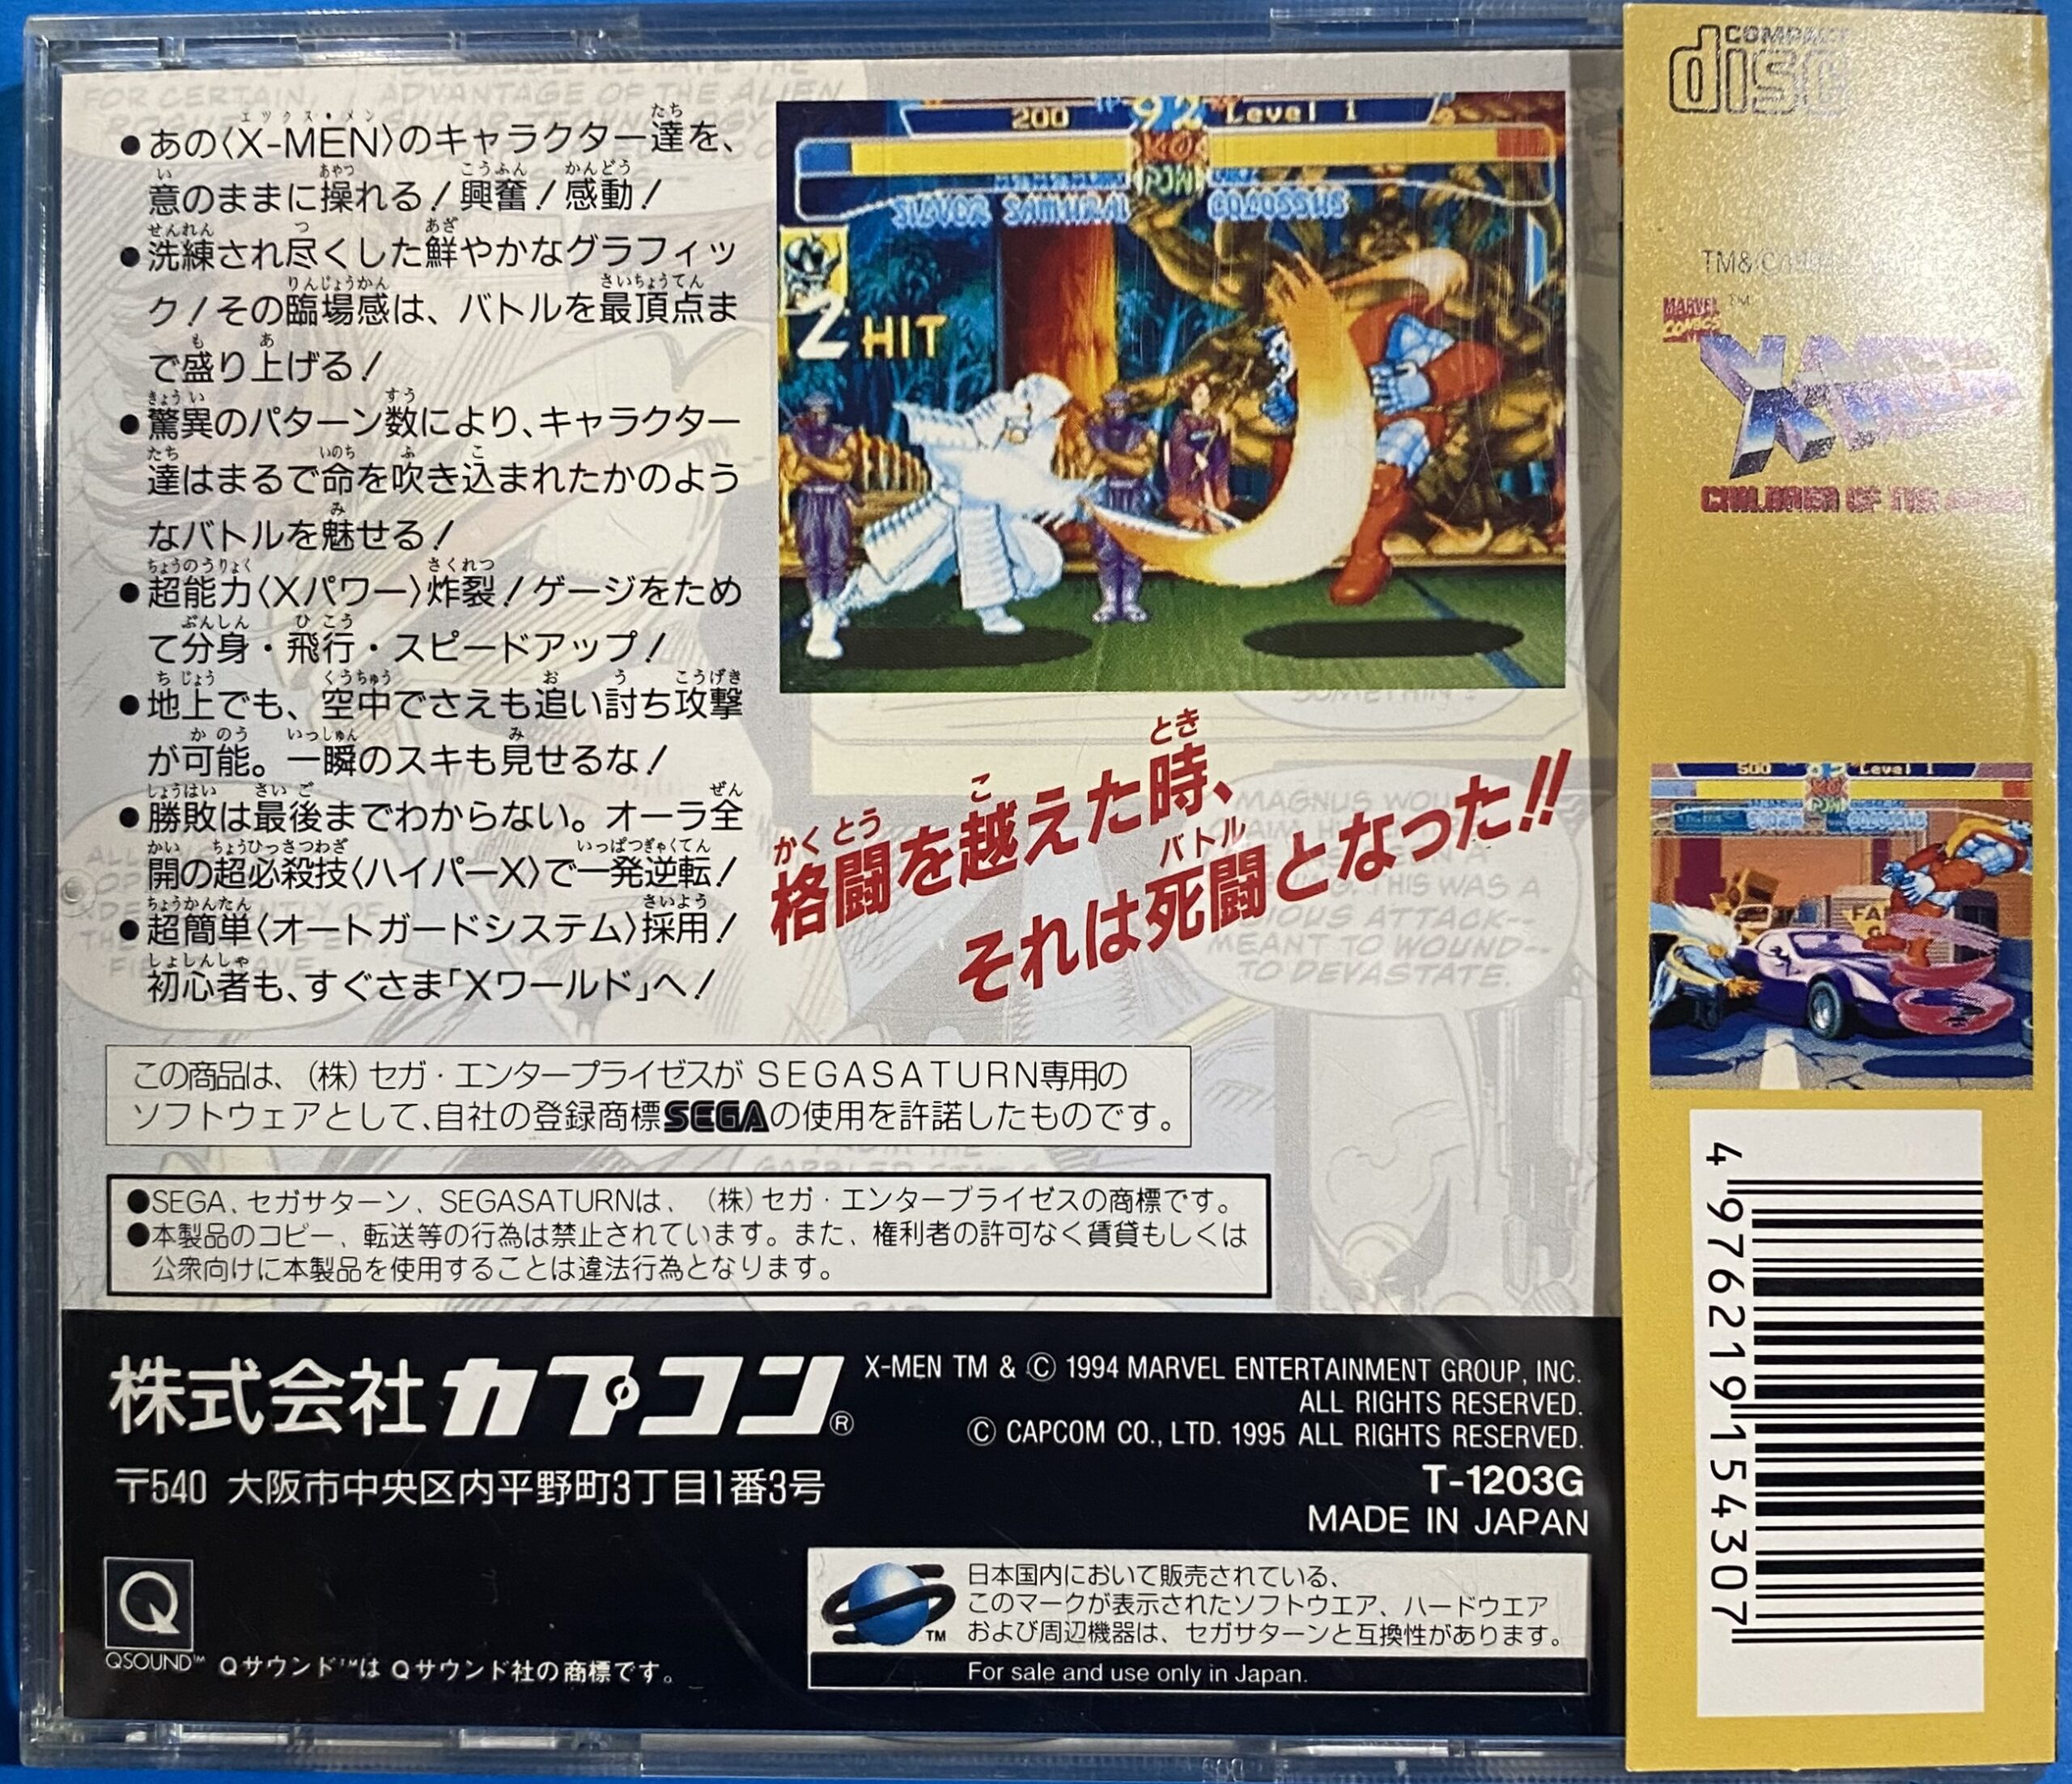 ●あの〈X-MEN〉のキャラクター達を、
意のままに操れる!興奮!感動!
●洗練され尽くした鮮やかなグラフィッ
ク!その臨場感は、バトルを最頂点ま
で盛り上げる!
●驚異のパターン数により、キャラクター
達はまるで命を吹き込まれたかのよう
なバトルを魅せる!
●超能力〈Xパワー〉炸裂!ゲージをため
て分身・飛行・スピードアップ!
●地上でも、空中でさえも追い討ち攻撃
が可能。一瞬のスキも見せるな!
●勝敗は最後までわからない。オーラ全
開の超必殺技〈ハイパーX〉で一発逆転!
●超簡単〈オートガードシステム〉採用!
初心者も、すぐさま「Xワールド」へ!
200 92 Level 1
KO
SILVER SAMURAI COLOSSUS
2 HIT
格闘を越えた時、
それは死闘となった!!
MEANT TO WOUND--
TO DEVASTATE.
この商品は、(株)セガ・エンタープライゼスが SEGASATURN専用の
ソフトウェアとして、自社の登録商標SEGAの使用を許諾したものです。
●SEGA、セガサターン、SEGASATURNは、(株)セガ・エンタープライゼスの商標です。
●本製品のコピー、転送等の行為は禁止されています。また、権利者の許可なく賃貸もしくは
公衆向けに本製品を使用することは違法行為となります。
株式会社カプコン®
〒540 大阪市中央区内平野町3丁目1番3号
X-MEN TM & © 1994 MARVEL ENTERTAINMENT GROUP, INC.
ALL RIGHTS RESERVED.
© CAPCOM CO., LTD. 1995 ALL RIGHTS RESERVED.
T-1203G
MADE IN JAPAN
Q
QSOUND™ Qサウンド™は Qサウンド社の商標です。
日本国内において販売されている、
このマークが表示されたソフトウエア、ハードウエア
および周辺機器は、セガサターンと互換性があります。
TM
For sale and use only in Japan.
COMPACT
disc
MARVEL
COMICS
X-MEN
CHILDREN OF THE ATOM
500 Level 1
STORM COLOSSUS
4976219154307